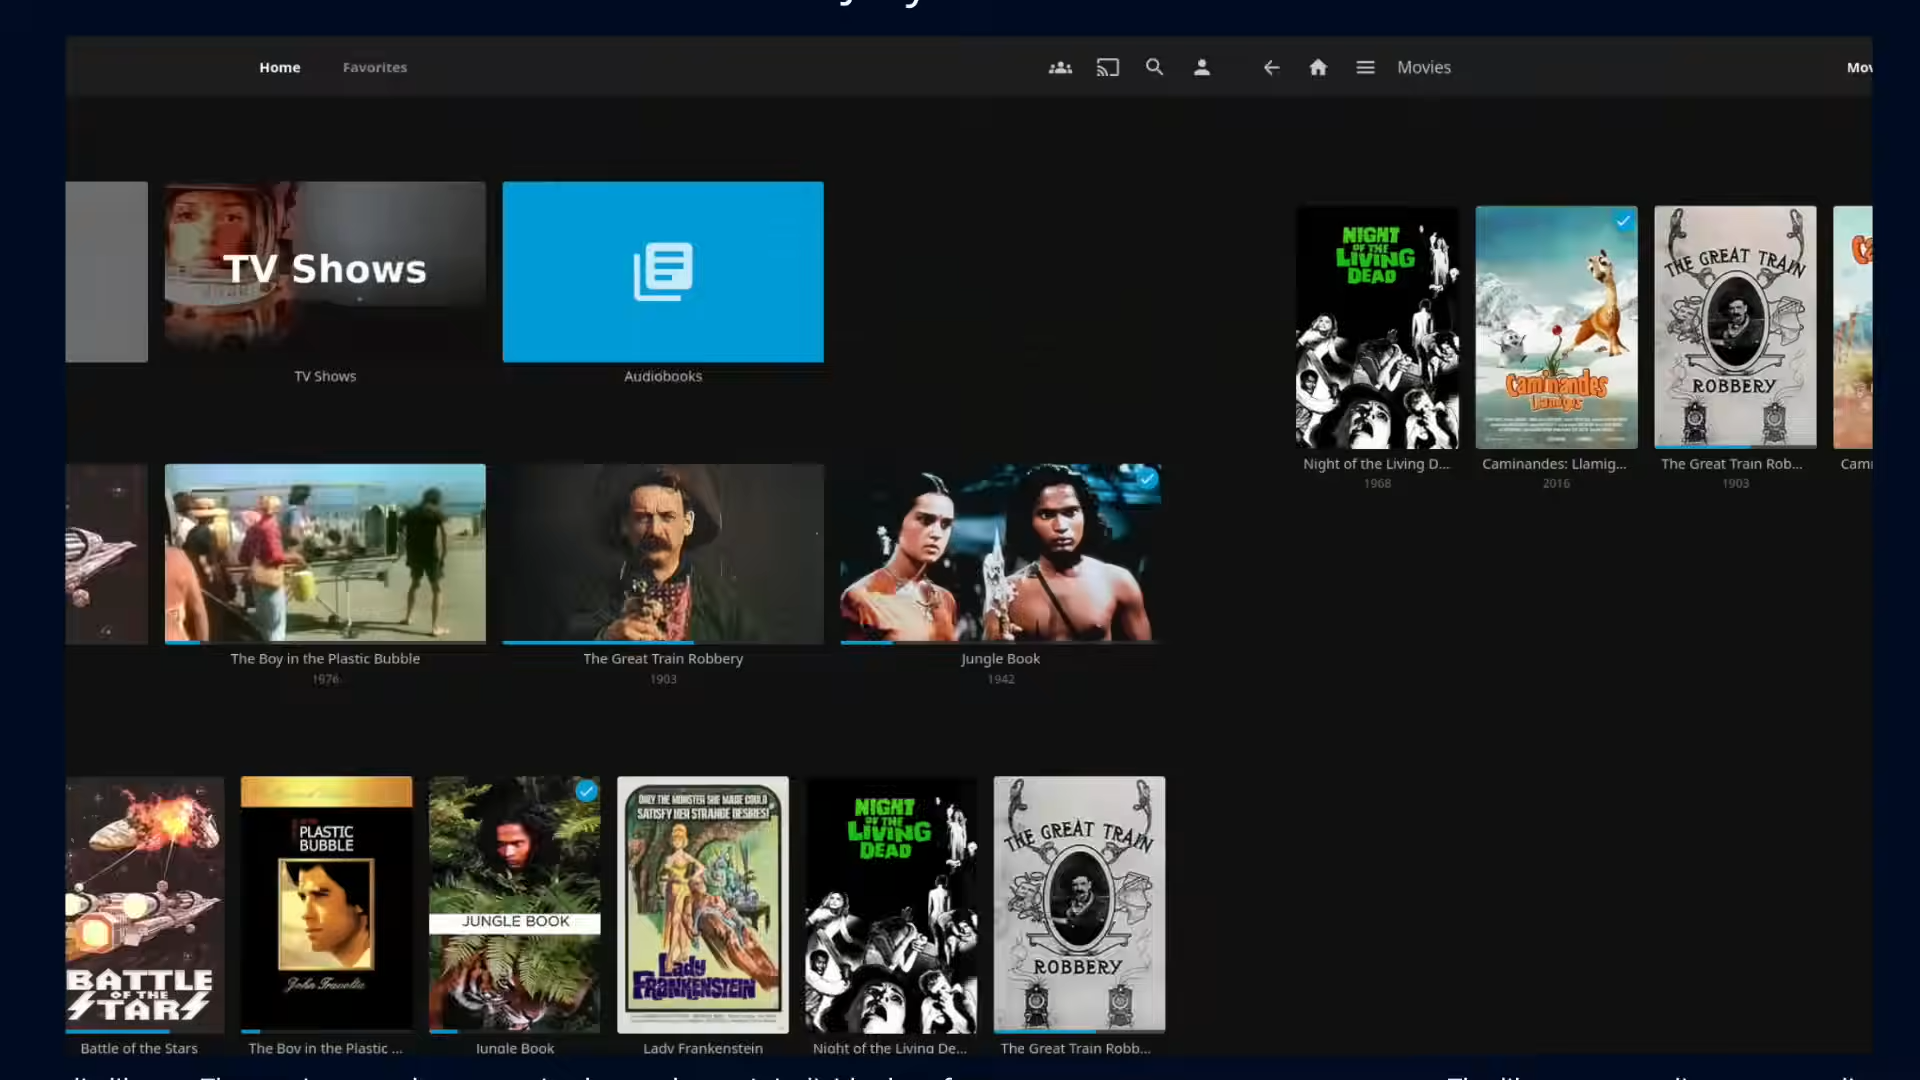 Home Favorites
Movies
TV Shows
TV Shows
Audiobooks
NIGHT
OF THE
LIVING
DEAD
Caminandes
Llamigos
THE GREAT TRAIN
ROBBERY
Night of the Living D...
1968
Caminandes: Llamig...
2016
The Great Train Rob...
1903
The Boy in the Plastic Bubble
1976
The Great Train Robbery
1903
Jungle Book
1942
BATTLE
OF THE
STARS
PLASTIC
BUBBLE
John Travolta
JUNGLE BOOK
ONLY THE MONSTER SHE MADE COULD
SATISFY HER STRANGE DESIRES!
Lady
FRANKENSTEIN
NIGHT
OF THE
LIVING
DEAD
THE GREAT TRAIN
ROBBERY
Battle of the Stars
The Boy in the Plastic ...
Jungle Book
Lady Frankenstein
Night of the Living De...
The Great Train Robb...